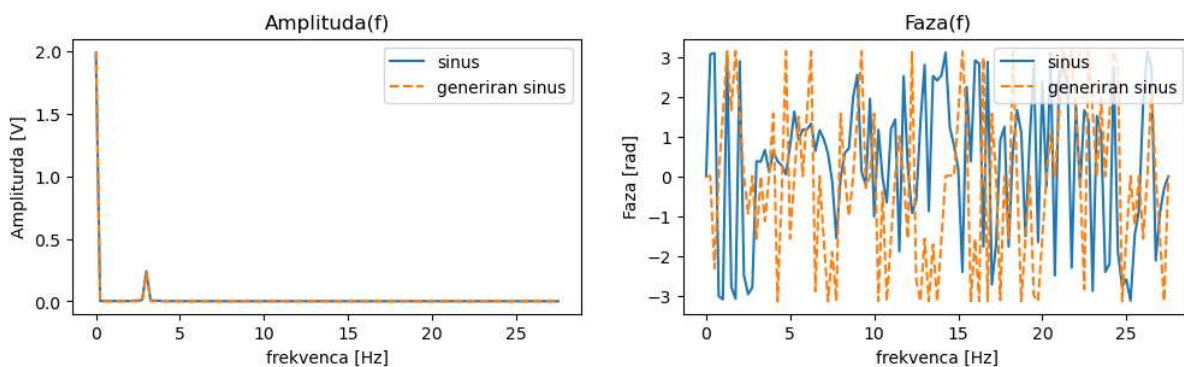 Amplituda(f)
2.0
1.5
1.0
0.5
0.0
Ampliturda [V]
0
5
10
15
20
25
frekvenca [Hz]
sinus
generiran sinus
Faza(f)
3
2
1
0
−1
−2
−3
Faza [rad]
0
5
10
15
20
25
frekvenca [Hz]
sinus
generiran sinus